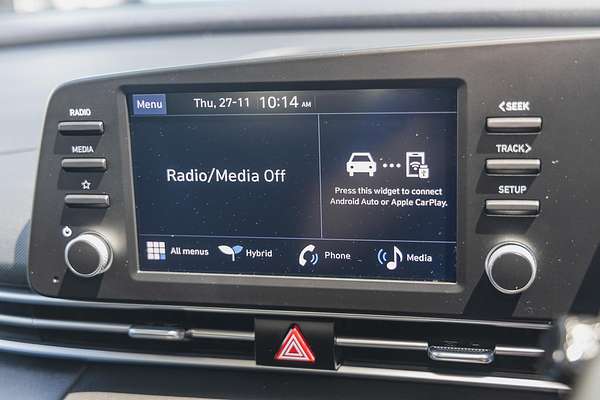 RADIO
MEDIA
Menu
Thu, 27-11 10:14 AM
Radio/Media Off
Press this widget to connect
Android Auto or Apple CarPlay.
All menus
Hybrid
Phone
Media
<SEEK
TRACK>
SETUP